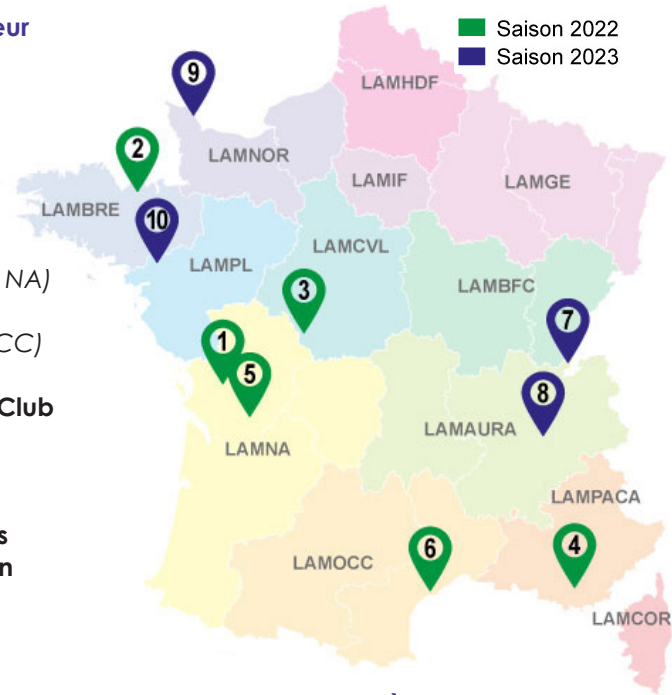 eur
NA)
CC)
Club
s
n
Saison 2022
Saison 2023
9
LAMHDF
2
LAMNOR
LAMIF
LAMGE
LAMBRE
10
LAMCVL
LAMPL
3
LAMBFC
1
7
5
8
LAMAURA
LAMNA
LAMPACA
6
4
LAMOCC
LAMCOR